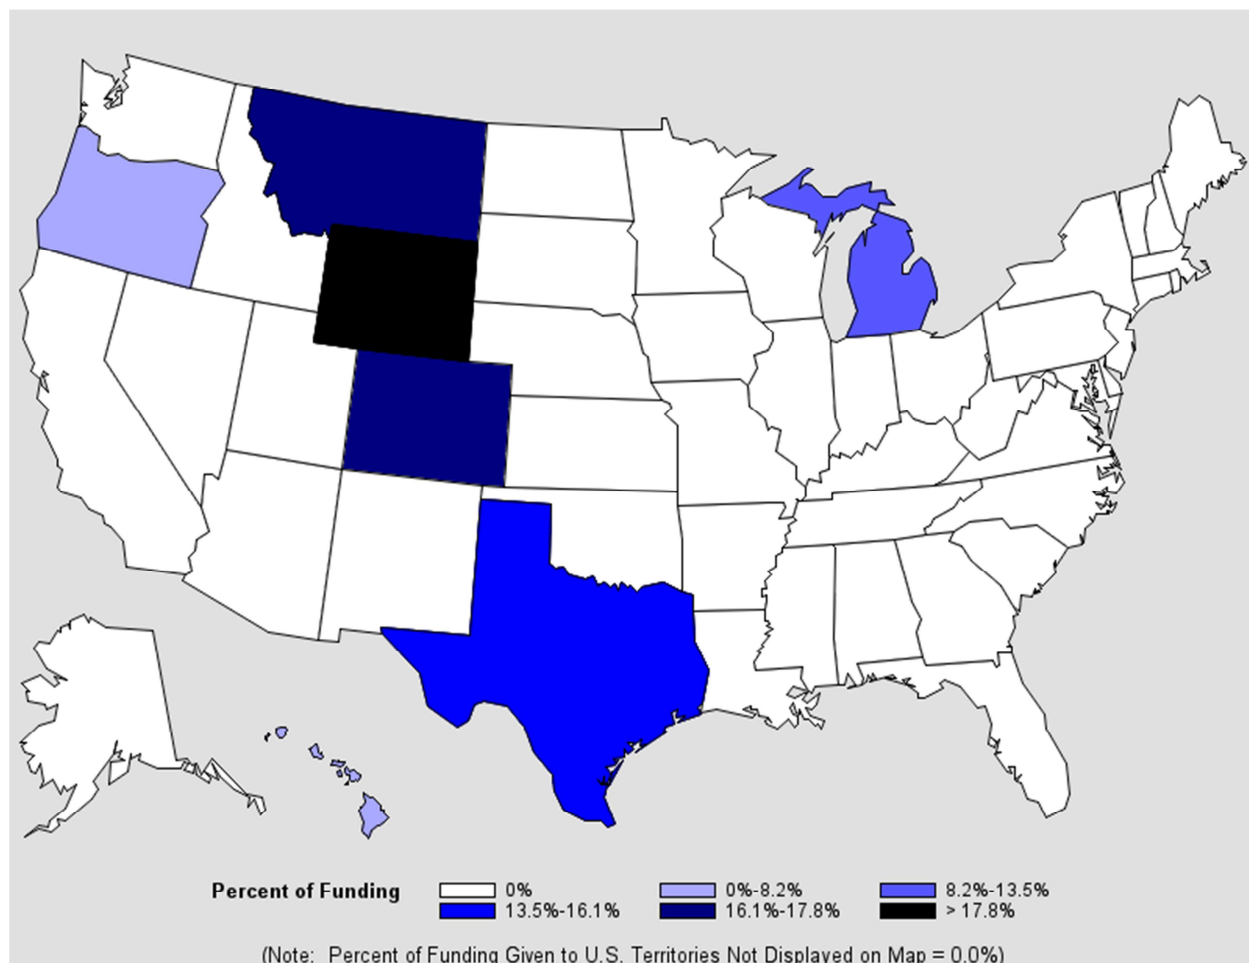 Percent of Funding 0% 0%-8.2% 8.2%-13.5%
13.5%-16.1% 16.1%-17.8% > 17.8%
(Note: Percent of Funding Given to U.S. Territories Not Displayed on Map = 0.0%)